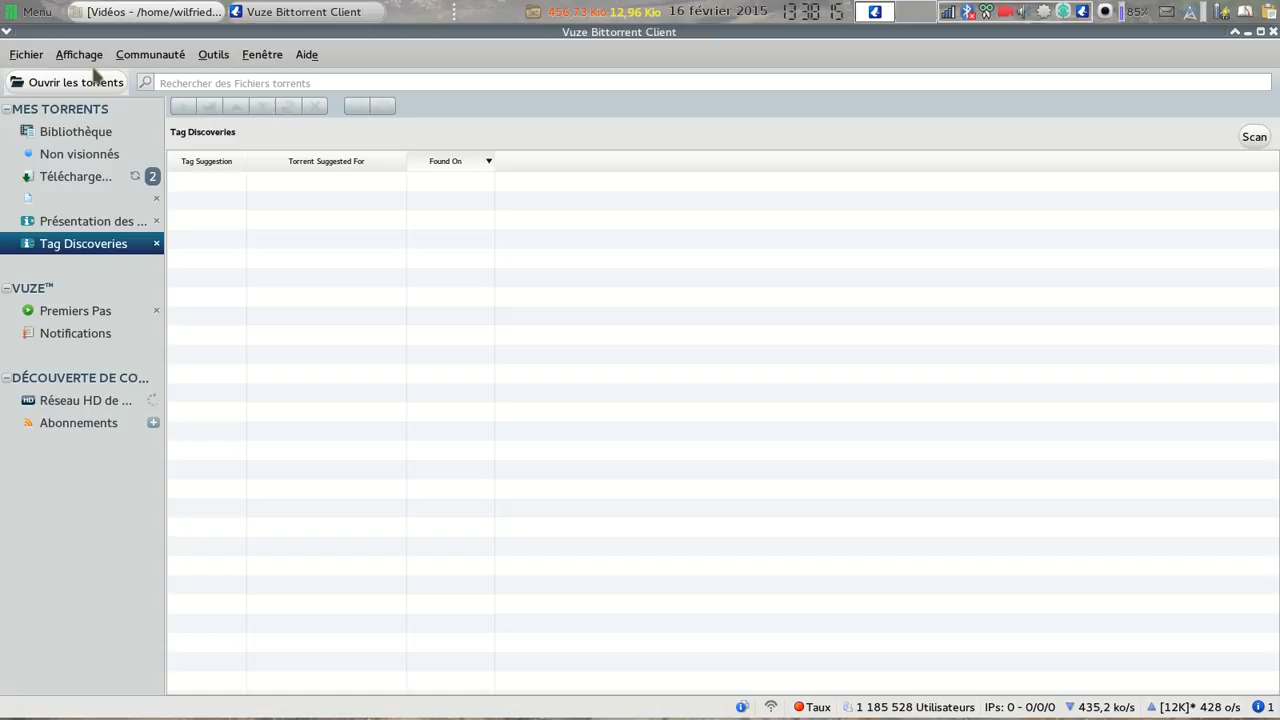 Menu [Vidéos - /home/wilfried... Vuze Bittorrent Client 456,73 Kio 12,96 Kio 16 février 2015 13:30:15 85%
Vuze Bittorrent Client
Fichier Affichage Communauté Outils Fenêtre Aide
Ouvrir les torrents Rechercher des Fichiers torrents
MES TORRENTS
Bibliothèque
Non visionnés
Télécharge... 2
Présentation des ...
Tag Discoveries
VUZE™
Premiers Pas
Notifications
DÉCOUVERTE DE CO...
HD Réseau HD de ...
Abonnements
Tag Discoveries Scan
Tag Suggestion Torrent Suggested For Found On
Taux 1 185 528 Utilisateurs IPs: 0 - 0/0/0 435,2 ko/s [12K]* 428 o/s 1